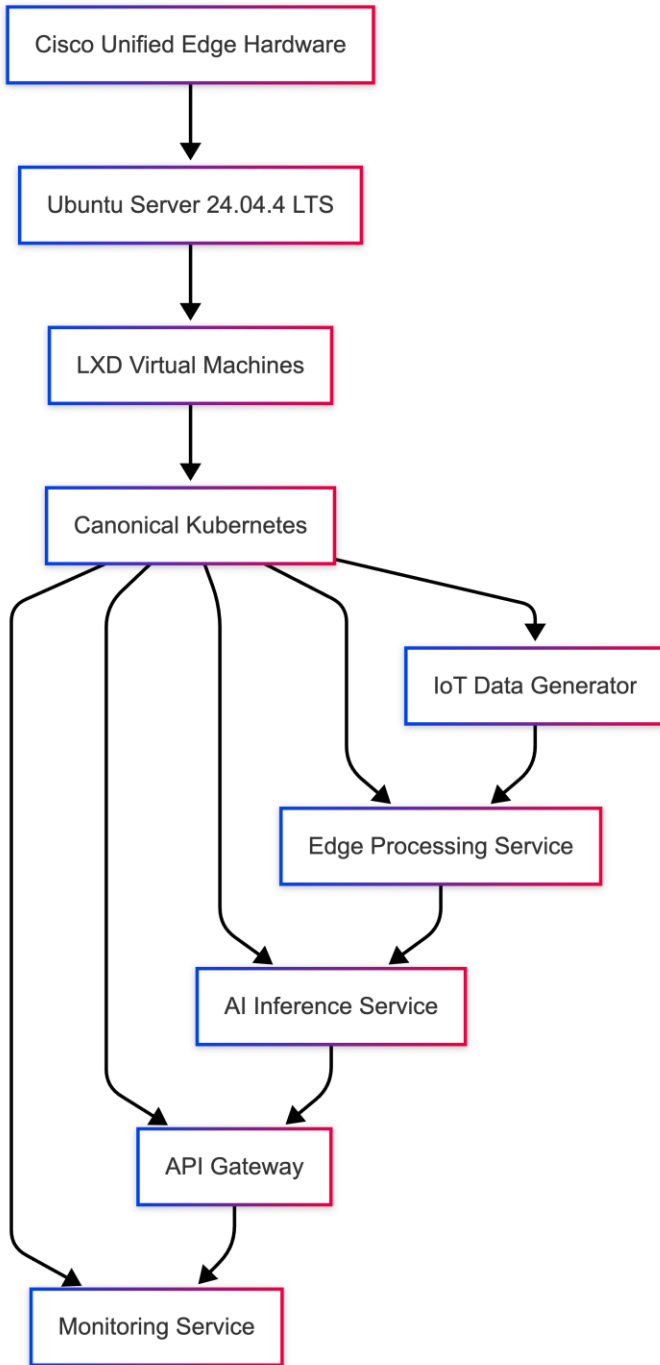 Cisco Unified Edge Hardware
Ubuntu Server 24.04.4 LTS
LXD Virtual Machines
Canonical Kubernetes
IoT Data Generator
Edge Processing Service
AI Inference Service
API Gateway
Monitoring Service